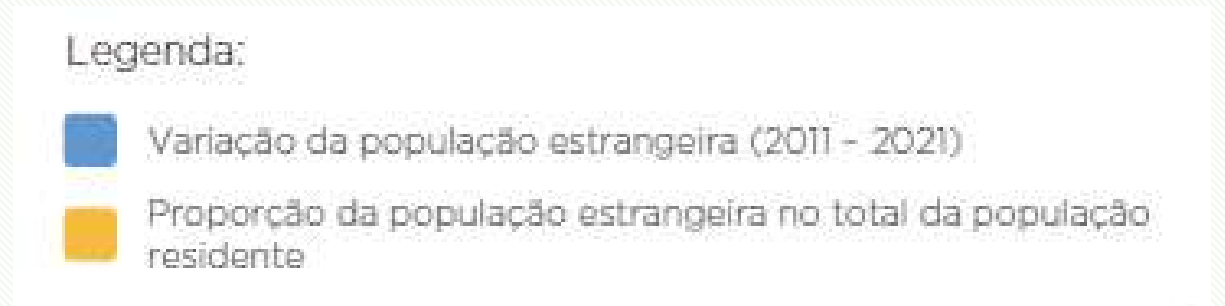 Legenda:
Variação da população estrangeira (2011 - 2021)
Proporção da população estrangeira no total da população
residente